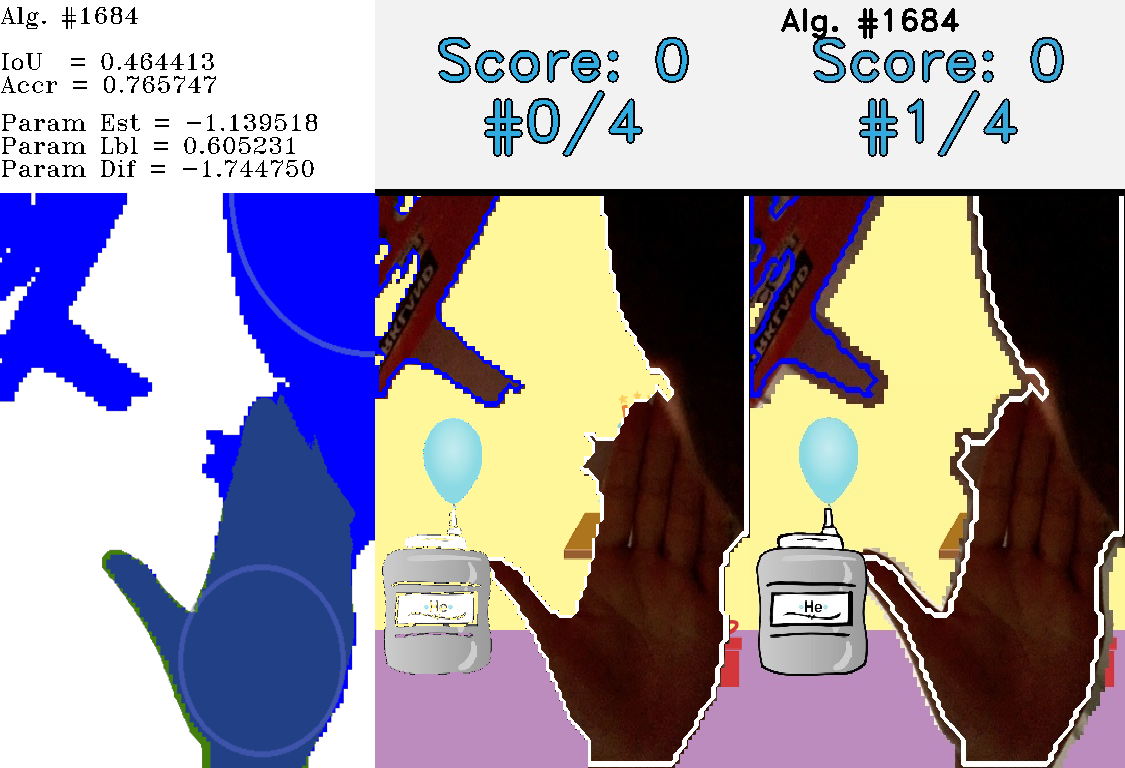 Alg. #1684
IoU = 0.464413
Accr = 0.765747
Param Est = −1.139518
Param Lbl = 0.605231
Param Dif = −1.744750
Score: 0
#0/4
He
Alg. #1684
Score: 0
#1/4
He